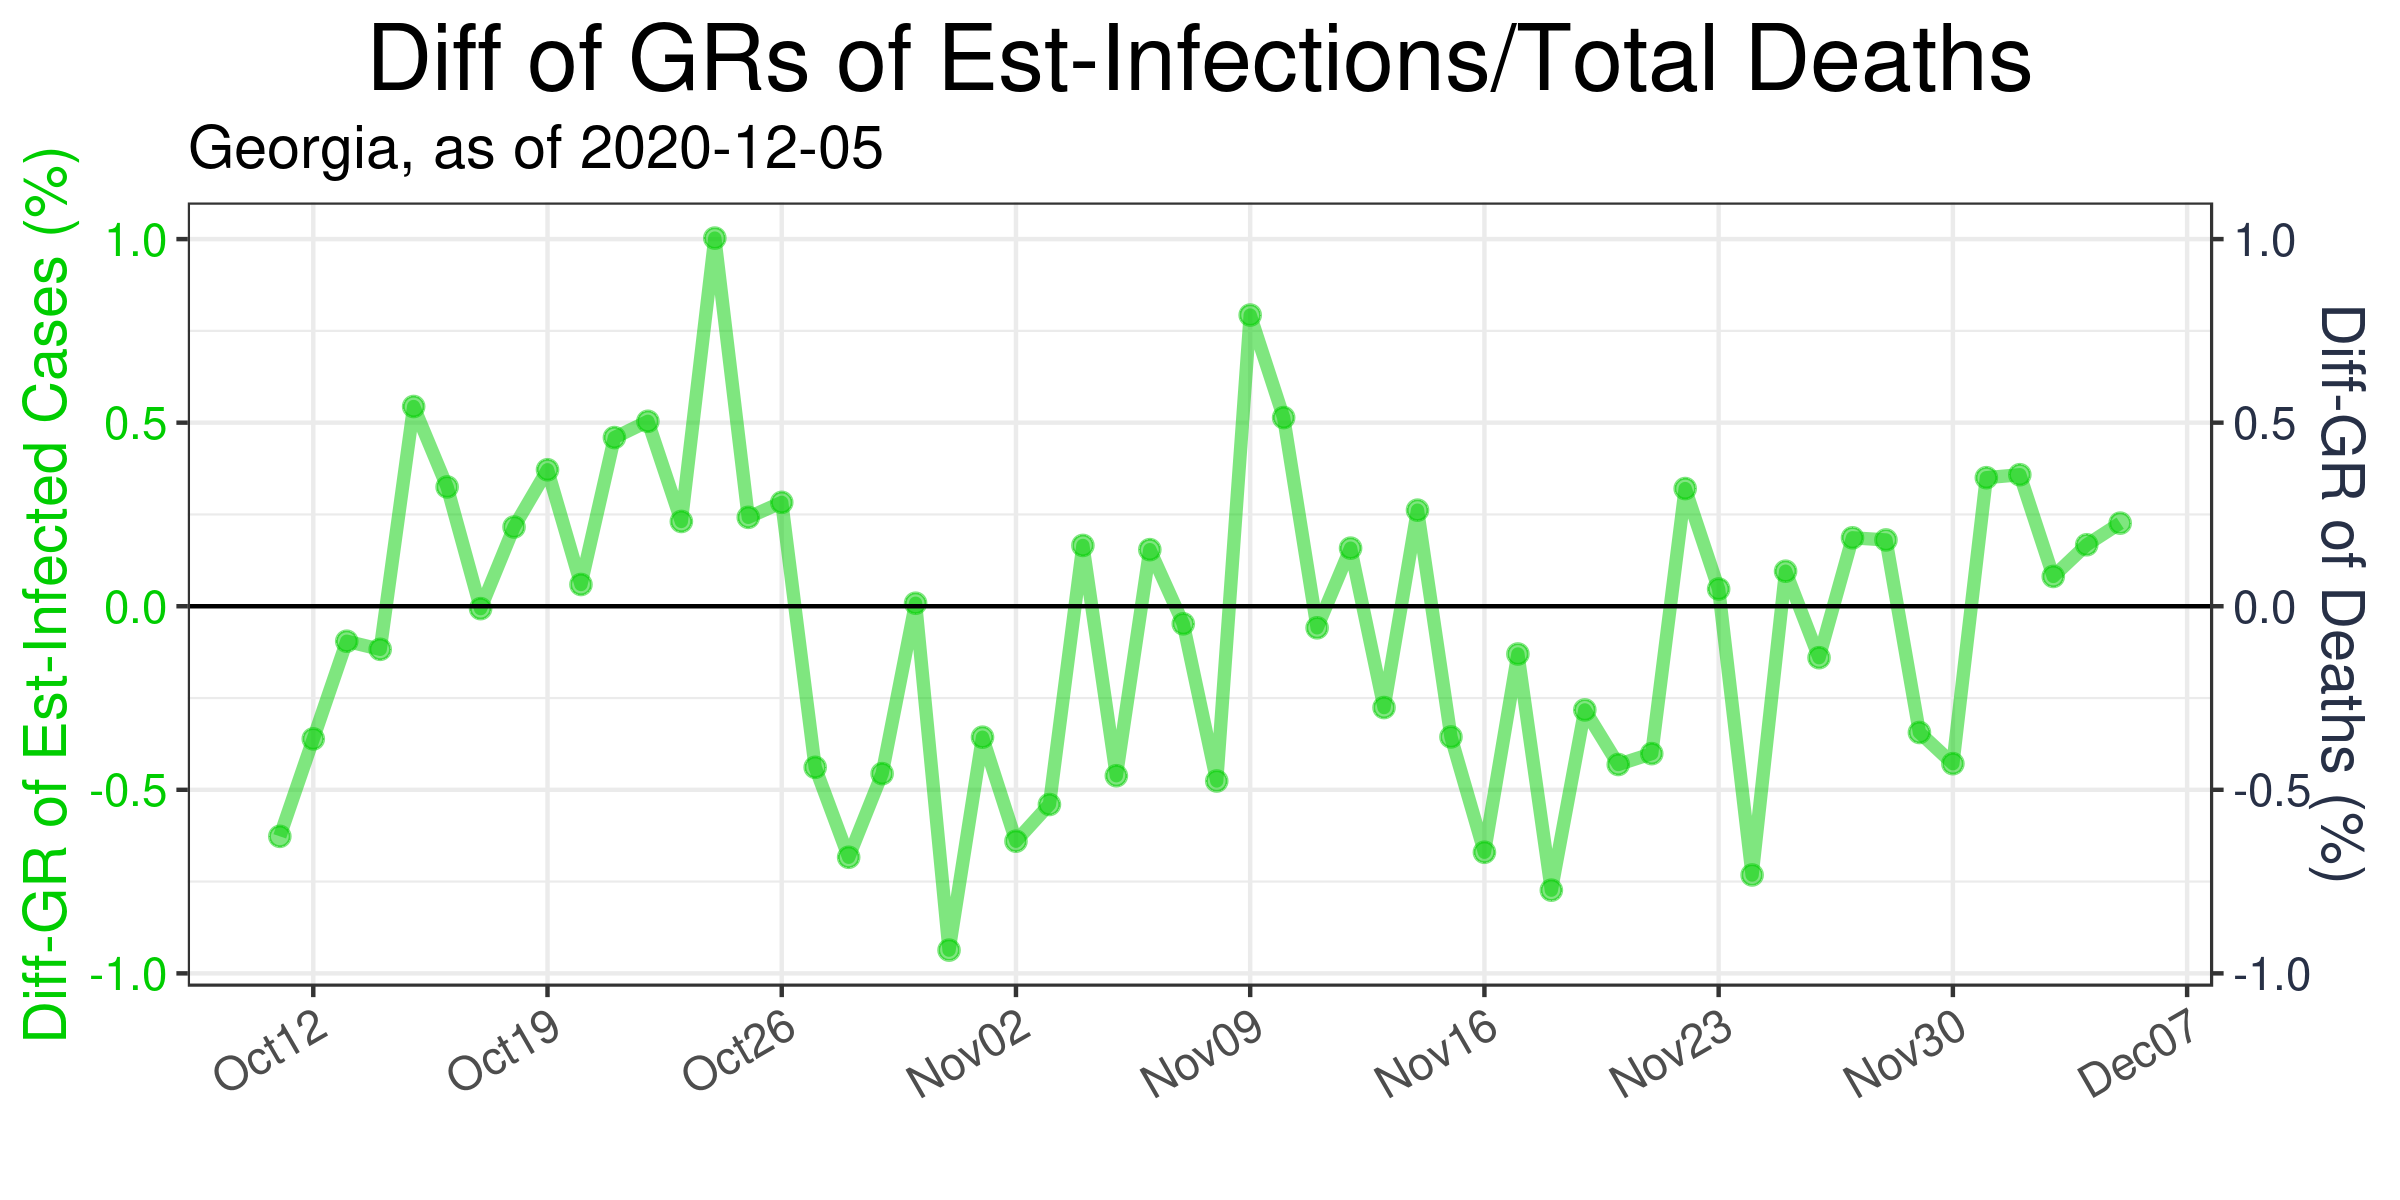 Diff of GRs of Est-Infections/Total Deaths
Georgia, as of 2020-12-05
Diff-GR of Est-Infected Cases (%)
1.0
0.5
0.0
-0.5
-1.0
1.0
0.5
0.0
-0.5
-1.0
Diff-GR of Deaths (%)
Oct12
Oct19
Oct26
Nov02
Nov09
Nov16
Nov23
Nov30
Dec07